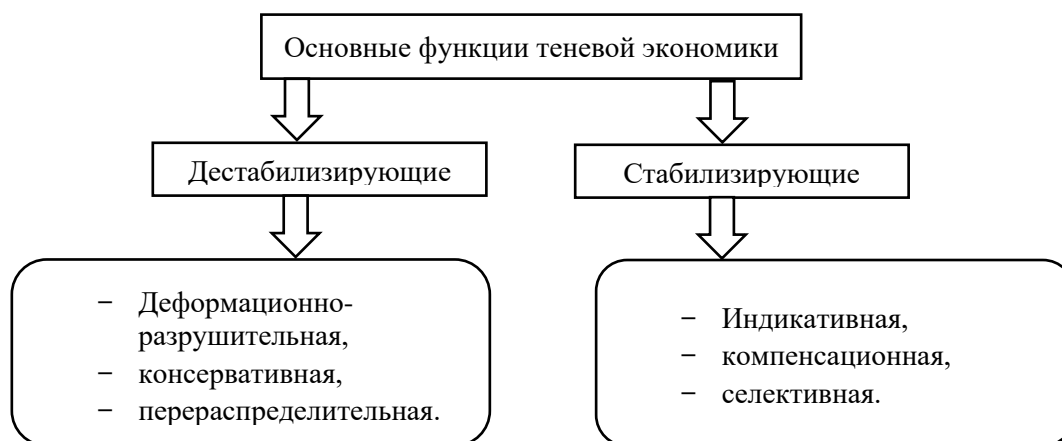 Основные функции теневой экономики
Дестабилизирующие
Стабилизирующие
− Деформационно-
разрушительная,
− консервативная,
− перераспределительная.
− Индикативная,
− компенсационная,
− селективная.